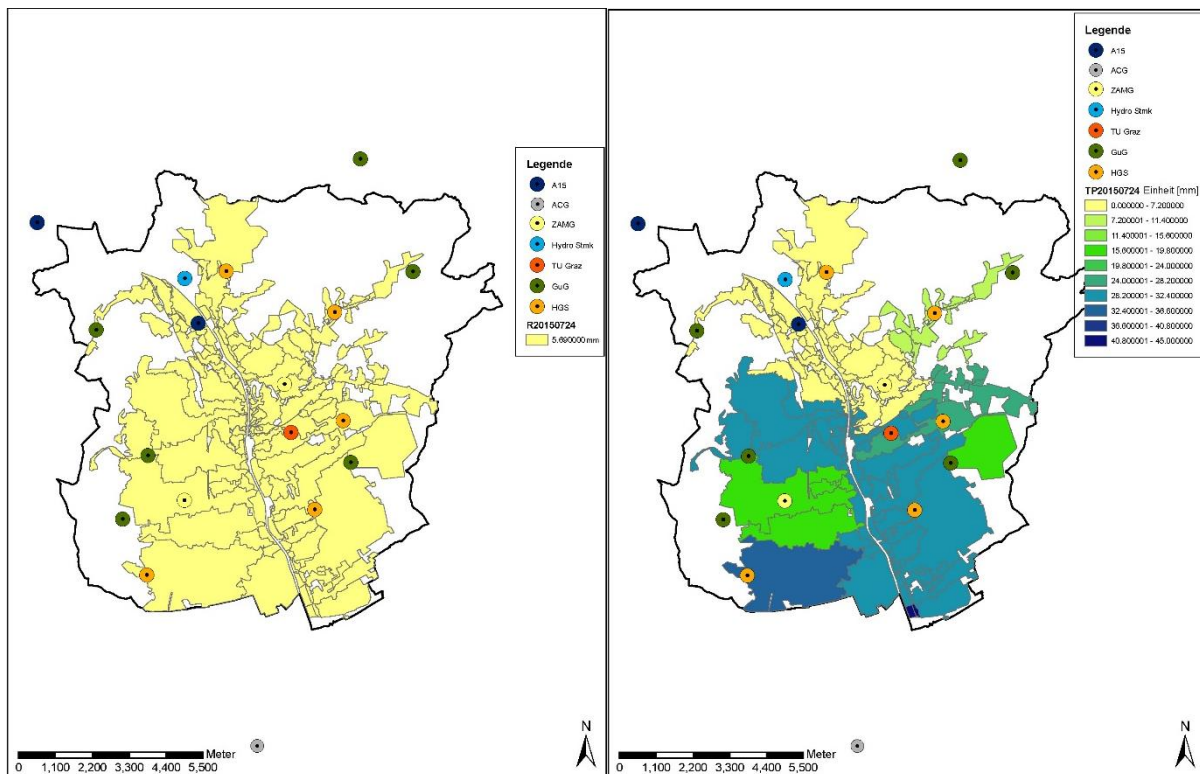 Legende
A15
ACG
ZAMG
Hydro Stmk
TU Graz
GuG
HGS
R20150724
5.690000 mm
Meter
0 1,100 2,200 3,300 4,400 5,500
N
Legende
A15
ACG
ZAMG
Hydro Stmk
TU Graz
GuG
HGS
TP20150724 Einheit [mm]
0.000000 - 7.200000
7.200001 - 11.400000
11.400001 - 15.600000
15.600001 - 19.800000
19.800001 - 24.000000
24.000001 - 28.200000
28.200001 - 32.400000
32.400001 - 36.600000
36.600001 - 40.800000
40.800001 - 45.000000
Meter
0 1,100 2,200 3,300 4,400 5,500
N